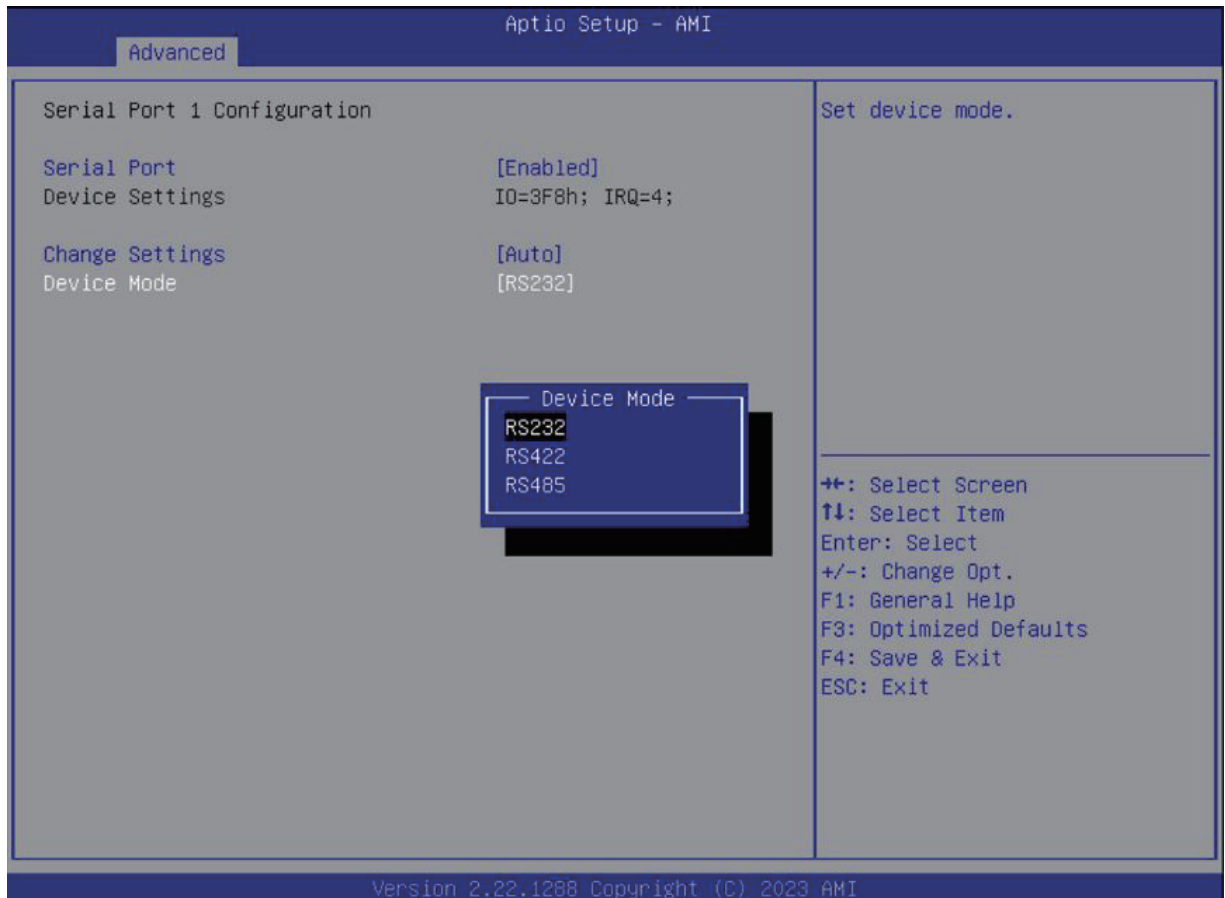 Aptio Setup - AMI
Advanced
Serial Port 1 Configuration
Serial Port [Enabled]
Device Settings IO=3F8h; IRQ=4;
Change Settings [Auto]
Device Mode [RS232]
Device Mode
RS232
RS422
RS485
Set device mode.
→←: Select Screen
↑↓: Select Item
Enter: Select
+/-: Change Opt.
F1: General Help
F3: Optimized Defaults
F4: Save & Exit
ESC: Exit
Version 2.22.1288 Copyright (C) 2023 AMI